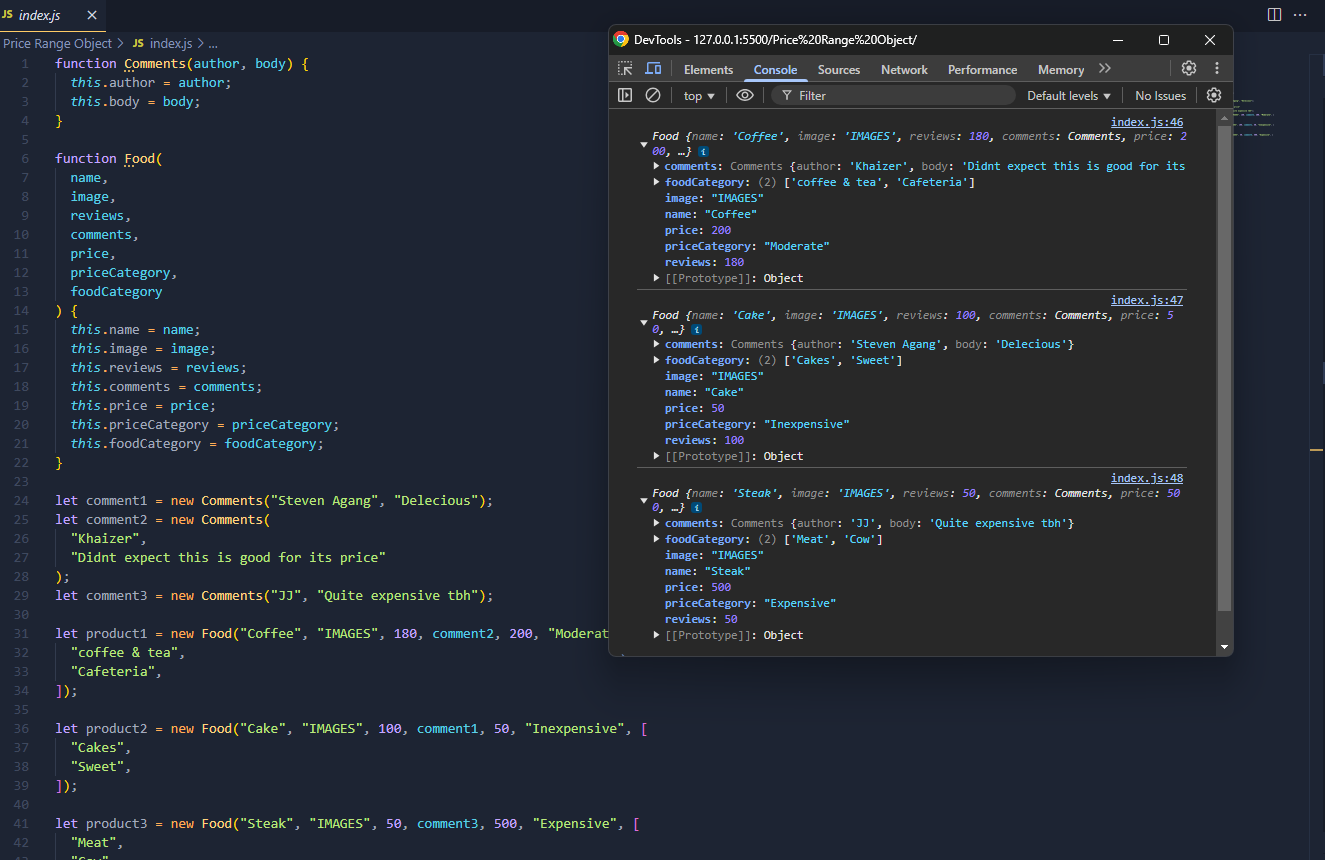 JS index.js
Price Range Object > JS index.js > ...
1 function Comments(author, body) {
2 this.author = author;
3 this.body = body;
4 }
5
6 function Food(
7 name,
8 image,
9 reviews,
10 comments,
11 price,
12 priceCategory,
13 foodCategory
14 ) {
15 this.name = name;
16 this.image = image;
17 this.reviews = reviews;
18 this.comments = comments;
19 this.price = price;
20 this.priceCategory = priceCategory;
21 this.foodCategory = foodCategory;
22 }
23
24 let comment1 = new Comments("Steven Agang", "Delecious");
25 let comment2 = new Comments(
26 "Khaizer",
27 "Didnt expect this is good for its price"
28 );
29 let comment3 = new Comments("JJ", "Quite expensive tbh");
30
31 let product1 = new Food("Coffee", "IMAGES", 180, comment2, 200, "Moderat
32 "coffee & tea",
33 "Cafeteria",
34 ]);
35
36 let product2 = new Food("Cake", "IMAGES", 100, comment1, 50, "Inexpensive", [
37 "Cakes",
38 "Sweet",
39 ]);
40
41 let product3 = new Food("Steak", "IMAGES", 50, comment3, 500, "Expensive", [
42 "Meat",
43 "Cow",
DevTools - 127.0.0.1:5500/Price%20Range%20Object/
Elements Console Sources Network Performance Memory
top Filter Default levels No Issues
index.js:46
Food {name: 'Coffee', image: 'IMAGES', reviews: 180, comments: Comments, price: 2
00, …}
comments: Comments {author: 'Khaizer', body: 'Didnt expect this is good for its
foodCategory: (2) ['coffee & tea', 'Cafeteria']
image: "IMAGES"
name: "Coffee"
price: 200
priceCategory: "Moderate"
reviews: 180
[[Prototype]]: Object
index.js:47
Food {name: 'Cake', image: 'IMAGES', reviews: 100, comments: Comments, price: 5
0, …}
comments: Comments {author: 'Steven Agang', body: 'Delecious'}
foodCategory: (2) ['Cakes', 'Sweet']
image: "IMAGES"
name: "Cake"
price: 50
priceCategory: "Inexpensive"
reviews: 100
[[Prototype]]: Object
index.js:48
Food {name: 'Steak', image: 'IMAGES', reviews: 50, comments: Comments, price: 50
0, …}
comments: Comments {author: 'JJ', body: 'Quite expensive tbh'}
foodCategory: (2) ['Meat', 'Cow']
image: "IMAGES"
name: "Steak"
price: 500
priceCategory: "Expensive"
reviews: 50
[[Prototype]]: Object